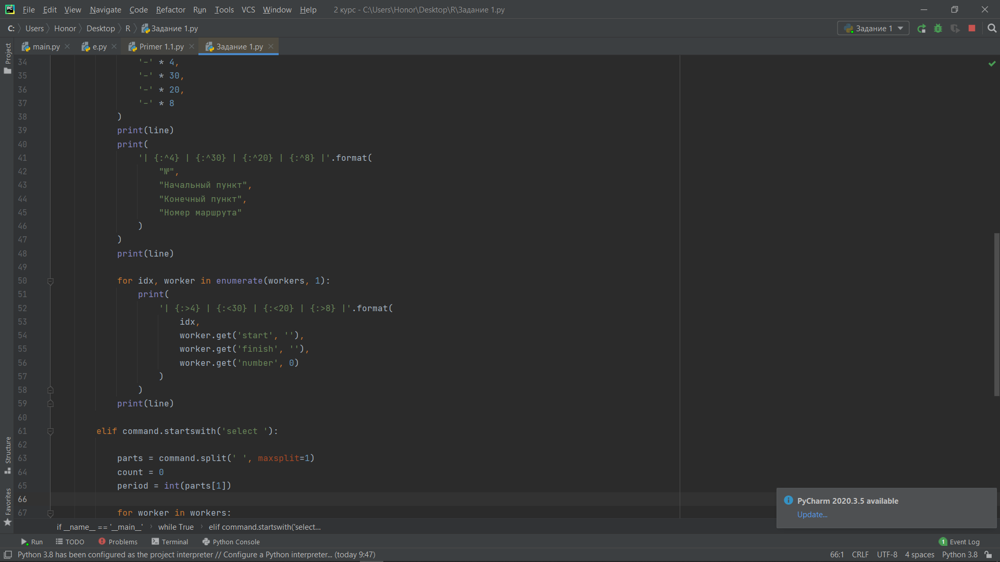 PC File Edit View Navigate Code Refactor Run Tools VCS Window Help 2 курс - C:\Users\Honor\Desktop\R\Задание 1.py
C: Users Honor Desktop R Задание 1.py Задание 1
main.py e.py Primer 1.1.py Задание 1.py
Project
34 '-' * 4,
35 '-' * 30,
36 '-' * 20,
37 '-' * 8
38 )
39 print(line)
40 print(
41 '| {:^4} | {:^30} | {:^20} | {:^8} |'.format(
42 "№",
43 "Начальный пункт",
44 "Конечный пункт",
45 "Номер маршрута"
46 )
47 )
48 print(line)
49
50 for idx, worker in enumerate(workers, 1):
51 print(
52 '| {:>4} | {:<30} | {:<20} | {:>8} |'.format(
53 idx,
54 worker.get('start', ''),
55 worker.get('finish', ''),
56 worker.get('number', 0)
57 )
58 )
59 print(line)
60
61 elif command.startswith('select '):
62
63 parts = command.split(' ', maxsplit=1)
64 count = 0
65 period = int(parts[1])
66
67 for worker in workers:
Structure
Favorites
PyCharm 2020.3.5 available
Update...
if __name__ == '__main__' › while True › elif command.startswith('select...
Run TODO Problems Terminal Python Console 1 Event Log
Python 3.8 has been configured as the project interpreter // Configure a Python interpreter... (today 9:47) 66:1 CRLF UTF-8 4 spaces Python 3.8